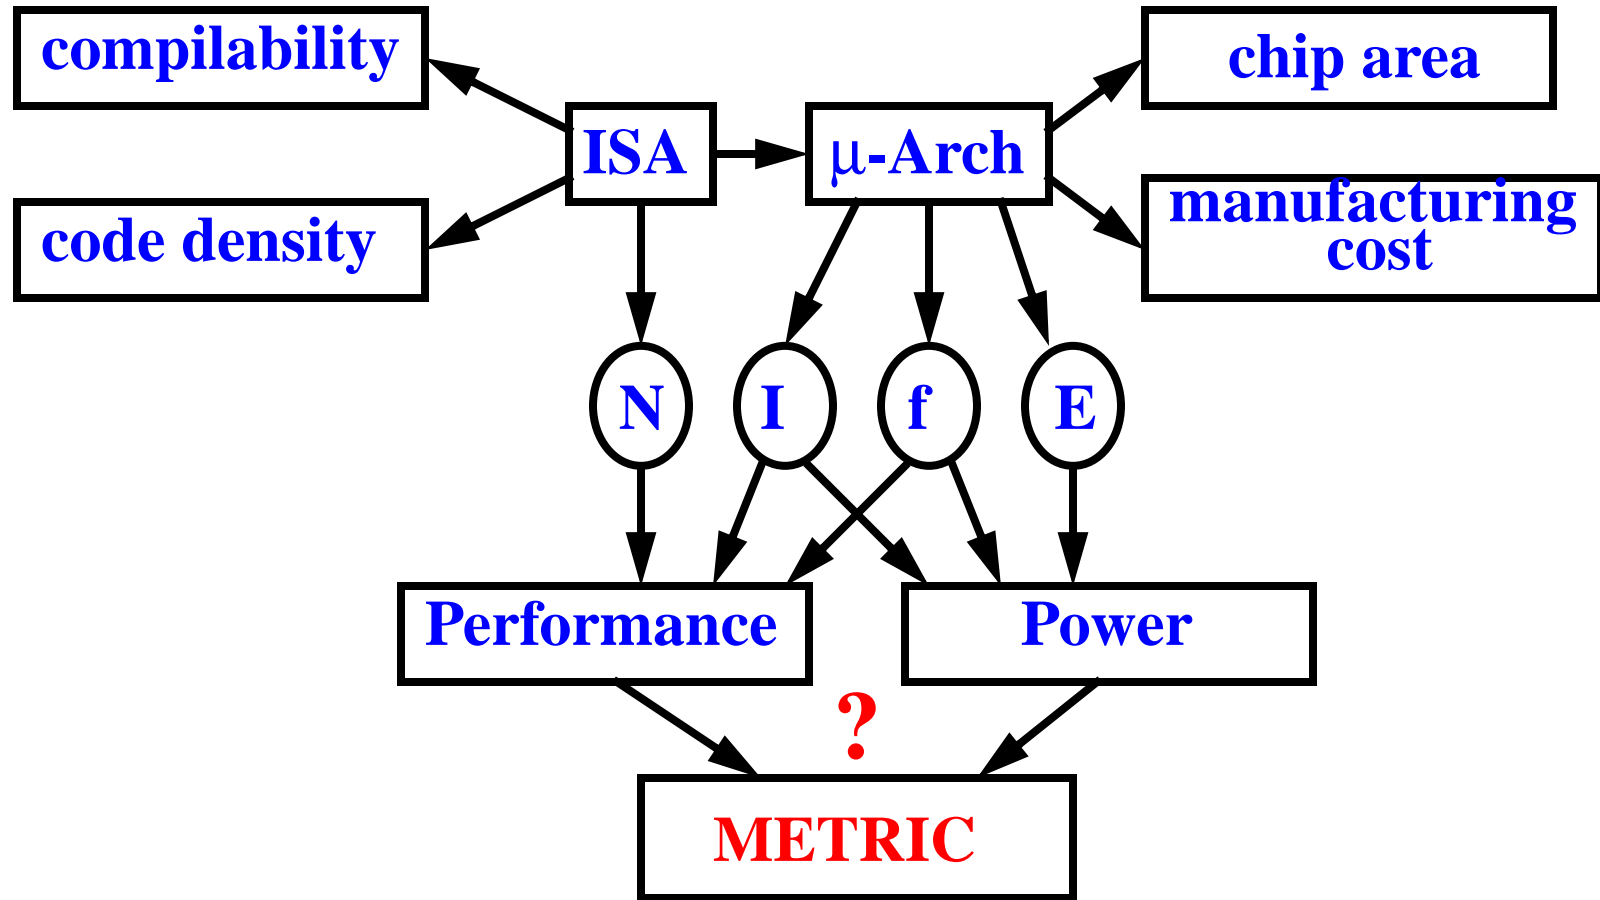 compilability
chip area
ISA
μ-Arch
code density
manufacturing
cost
N
I
f
E
Performance
Power
?
METRIC